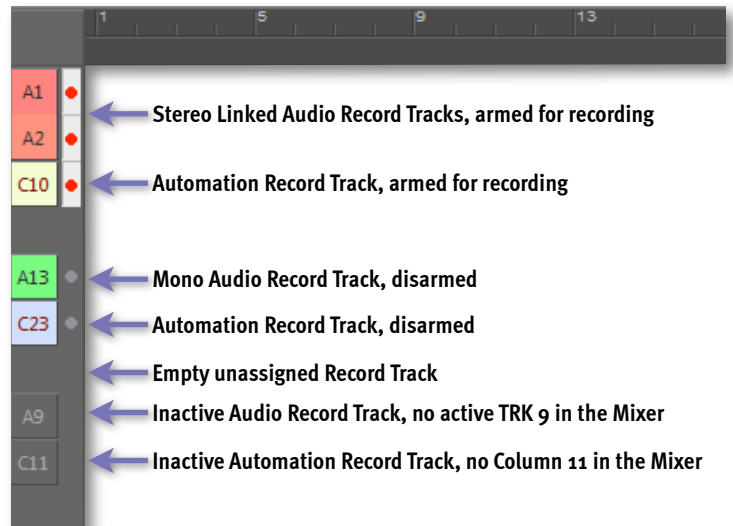 1 5 9 13
A1
Stereo Linked Audio Record Tracks, armed for recording
A2
C10 Automation Record Track, armed for recording
A13 Mono Audio Record Track, disarmed
C23 Automation Record Track, disarmed
Empty unassigned Record Track
A9 Inactive Audio Record Track, no active TRK 9 in the Mixer
C11 Inactive Automation Record Track, no Column 11 in the Mixer